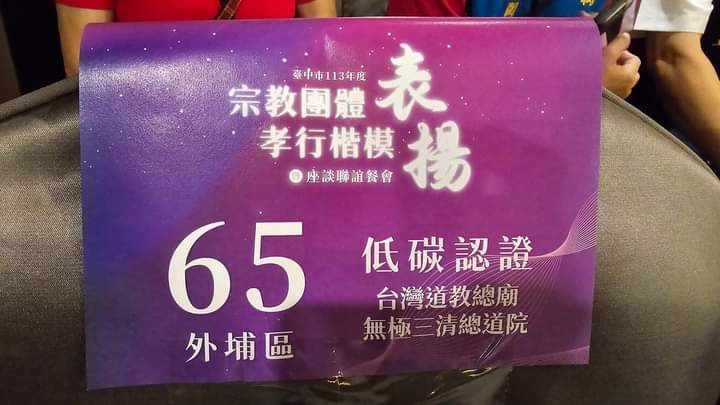 臺中市113年度
宗教團體
孝行楷模
表揚
座談聯誼餐會
65
外埔區
低碳認證
台灣道教總廟
無極三清總道院